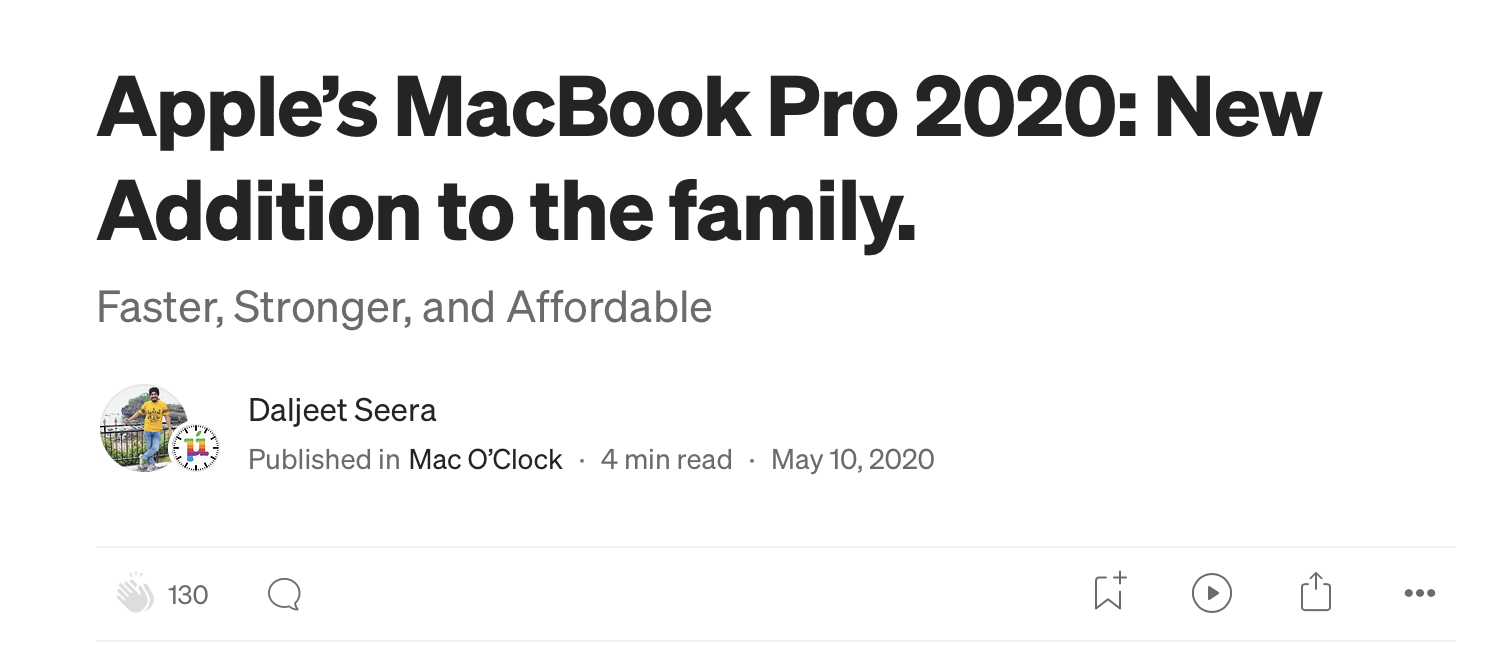 Apple’s MacBook Pro 2020: New
Addition to the family.
Faster, Stronger, and Affordable
Daljeet Seera
Published in Mac O’Clock · 4 min read · May 10, 2020
130